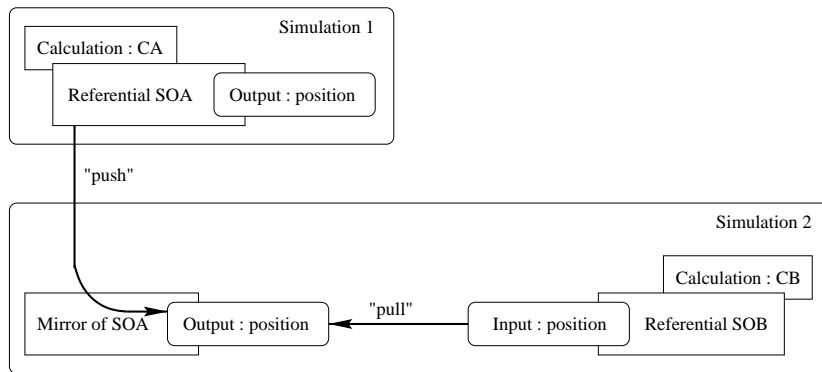 Simulation 1
Calculation : CA
Referential SOA
Output : position
"push"
Simulation 2
Calculation : CB
Mirror of SOA
Output : position
"pull"
Input : position
Referential SOB